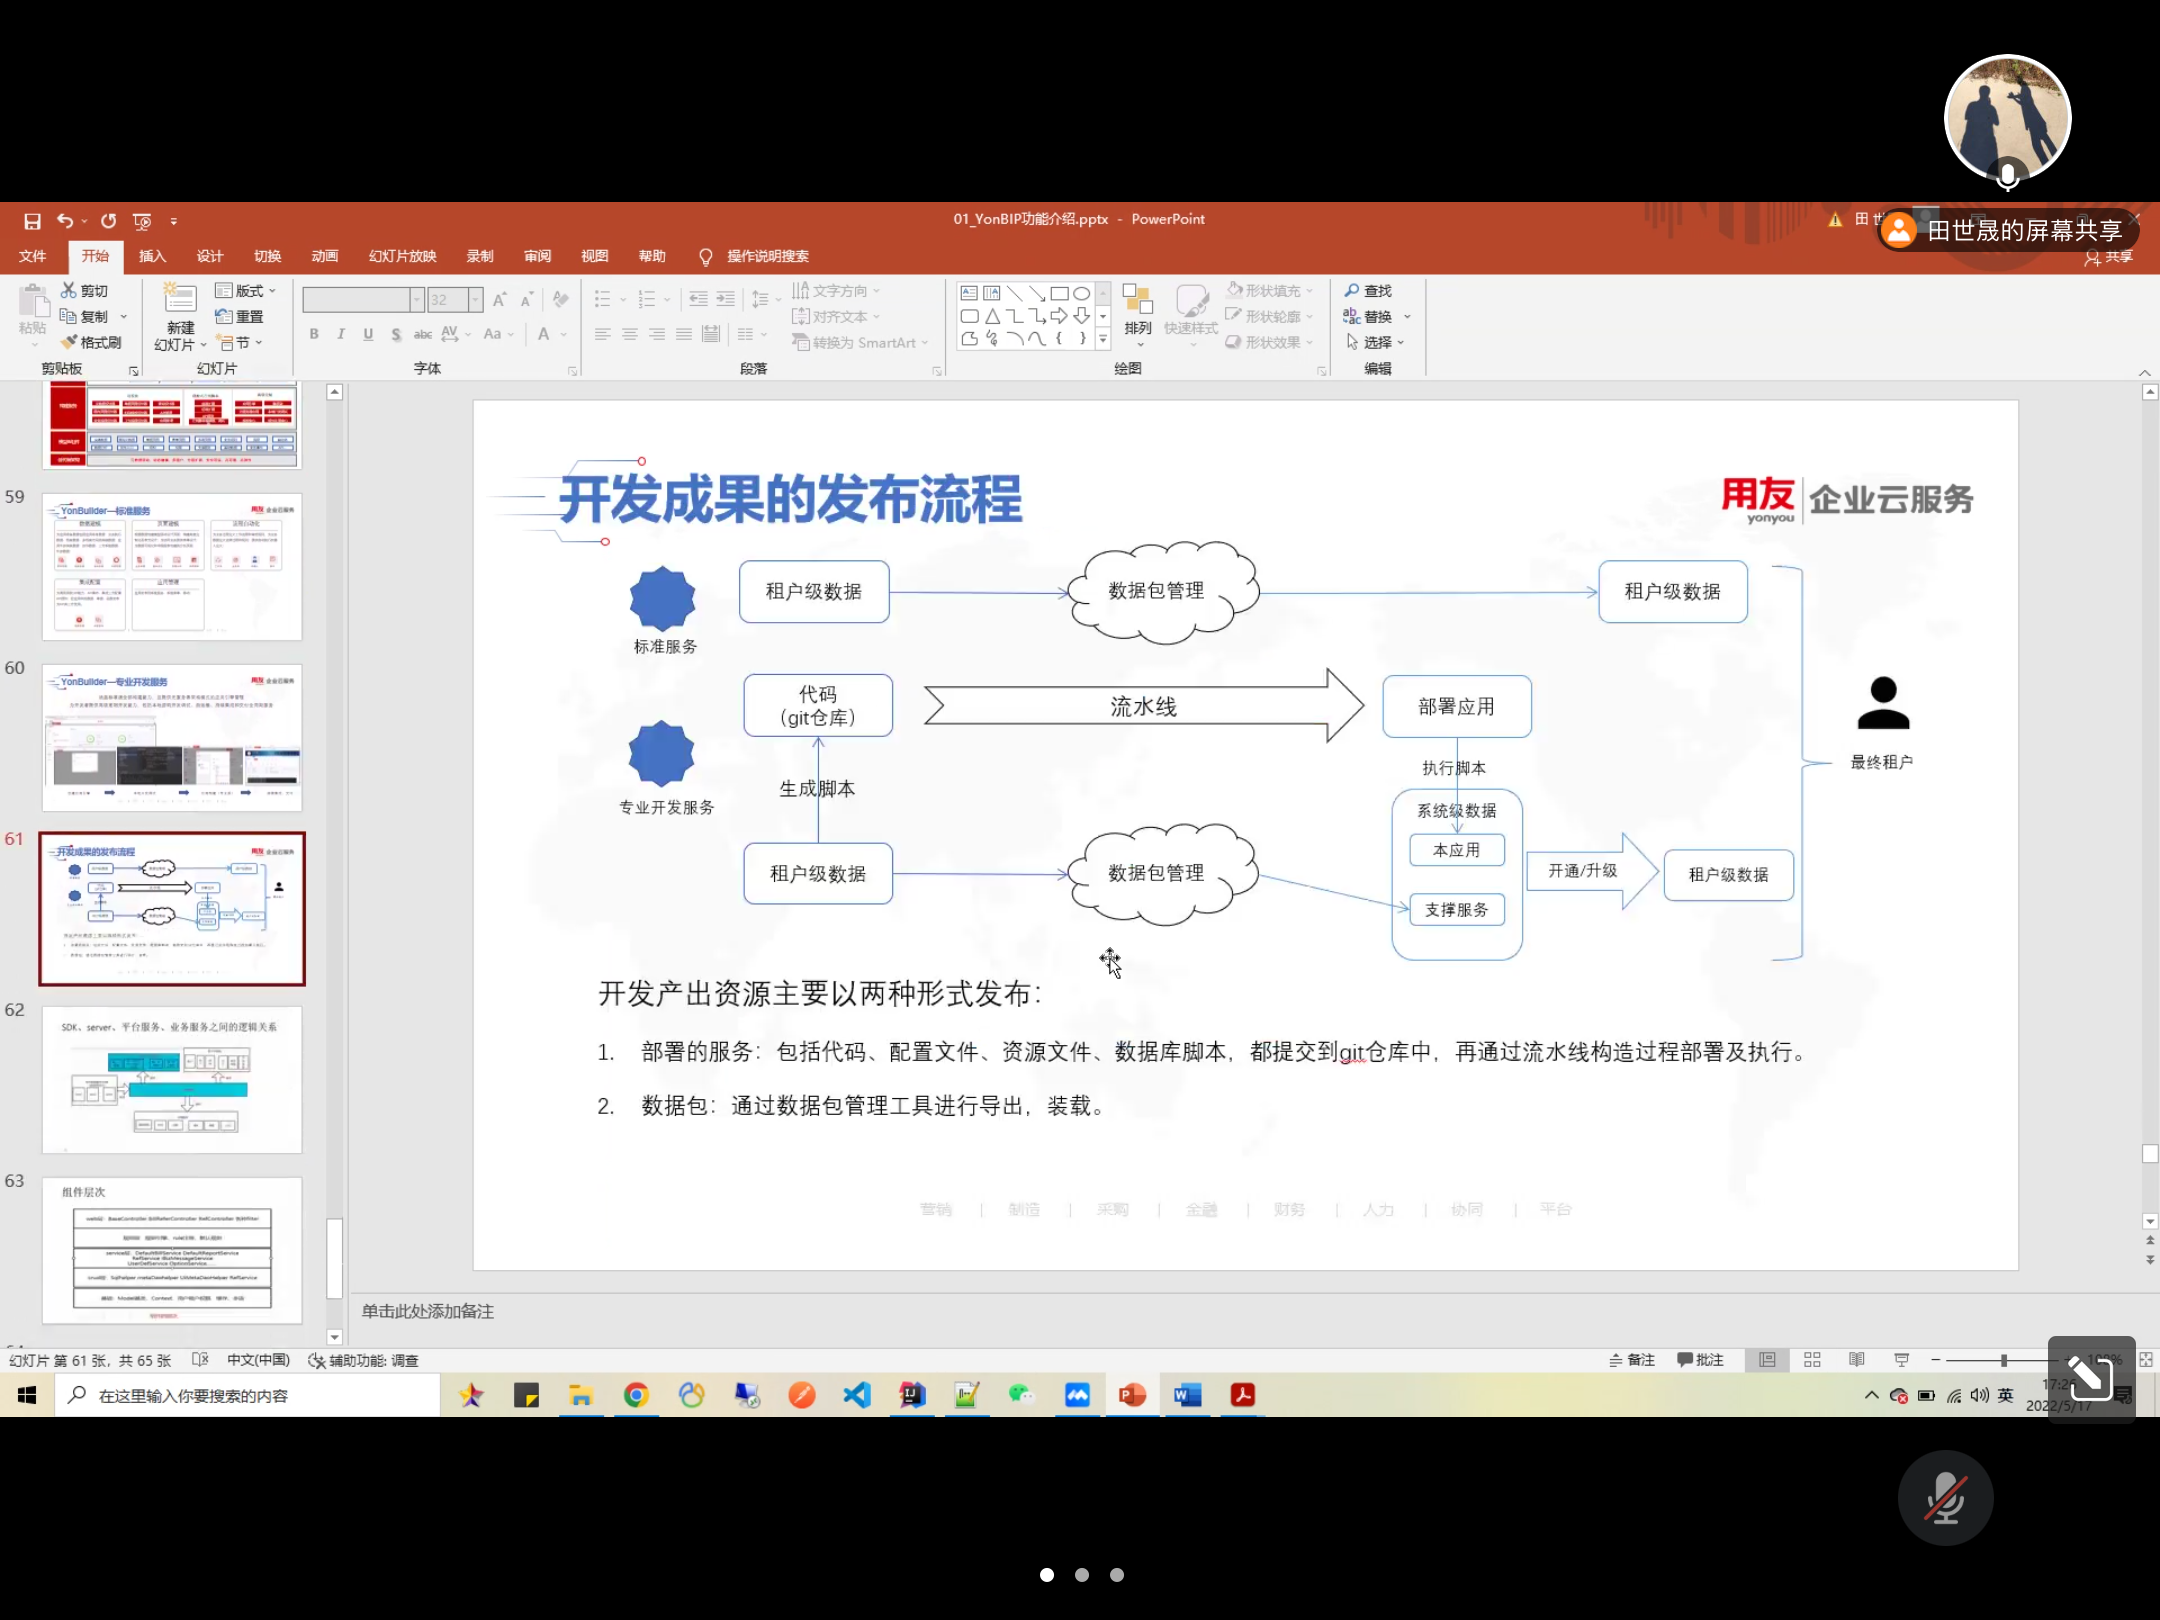 01_YonBIP功能介绍.pptx - PowerPoint
田世晟的屏幕共享
共享
文件 开始 插入 设计 切换 动画 幻灯片放映 录制 审阅 视图 帮助 操作说明搜索
粘贴
剪切
复制
格式刷
剪贴板
新建
幻灯片
版式
重置
节
幻灯片
32
B I U S abc AV Aa A
字体
文字方向
对齐文本
转换为 SmartArt
段落
排列
快速样式
形状填充
形状轮廓
形状效果
绘图
查找
替换
选择
编辑
59
YonBuilder—标准服务
60
YonBuilder—专业开发服务
61
开发成果的发布流程
62
SDK、server、平台服务、业务服务之间的逻辑关系
63
组件层次
开发成果的发布流程
用友 yonyou 企业云服务
标准服务
租户级数据
数据包管理
租户级数据
代码
（git仓库）
流水线
部署应用
专业开发服务
生成脚本
执行脚本
系统级数据
本应用
支撑服务
租户级数据
数据包管理
开通/升级
租户级数据
最终租户
开发产出资源主要以两种形式发布：
1. 部署的服务：包括代码、配置文件、资源文件、数据库脚本，都提交到git仓库中，再通过流水线构造过程部署及执行。
2. 数据包：通过数据包管理工具进行导出，装载。
营销 | 制造 | 采购 | 金融 | 财务 | 人力 | 协同 | 平台
单击此处添加备注
幻灯片 第 61 张，共 65 张 中文(中国) 辅助功能: 调查
备注 批注
在这里输入你要搜索的内容
英
2022/5/17